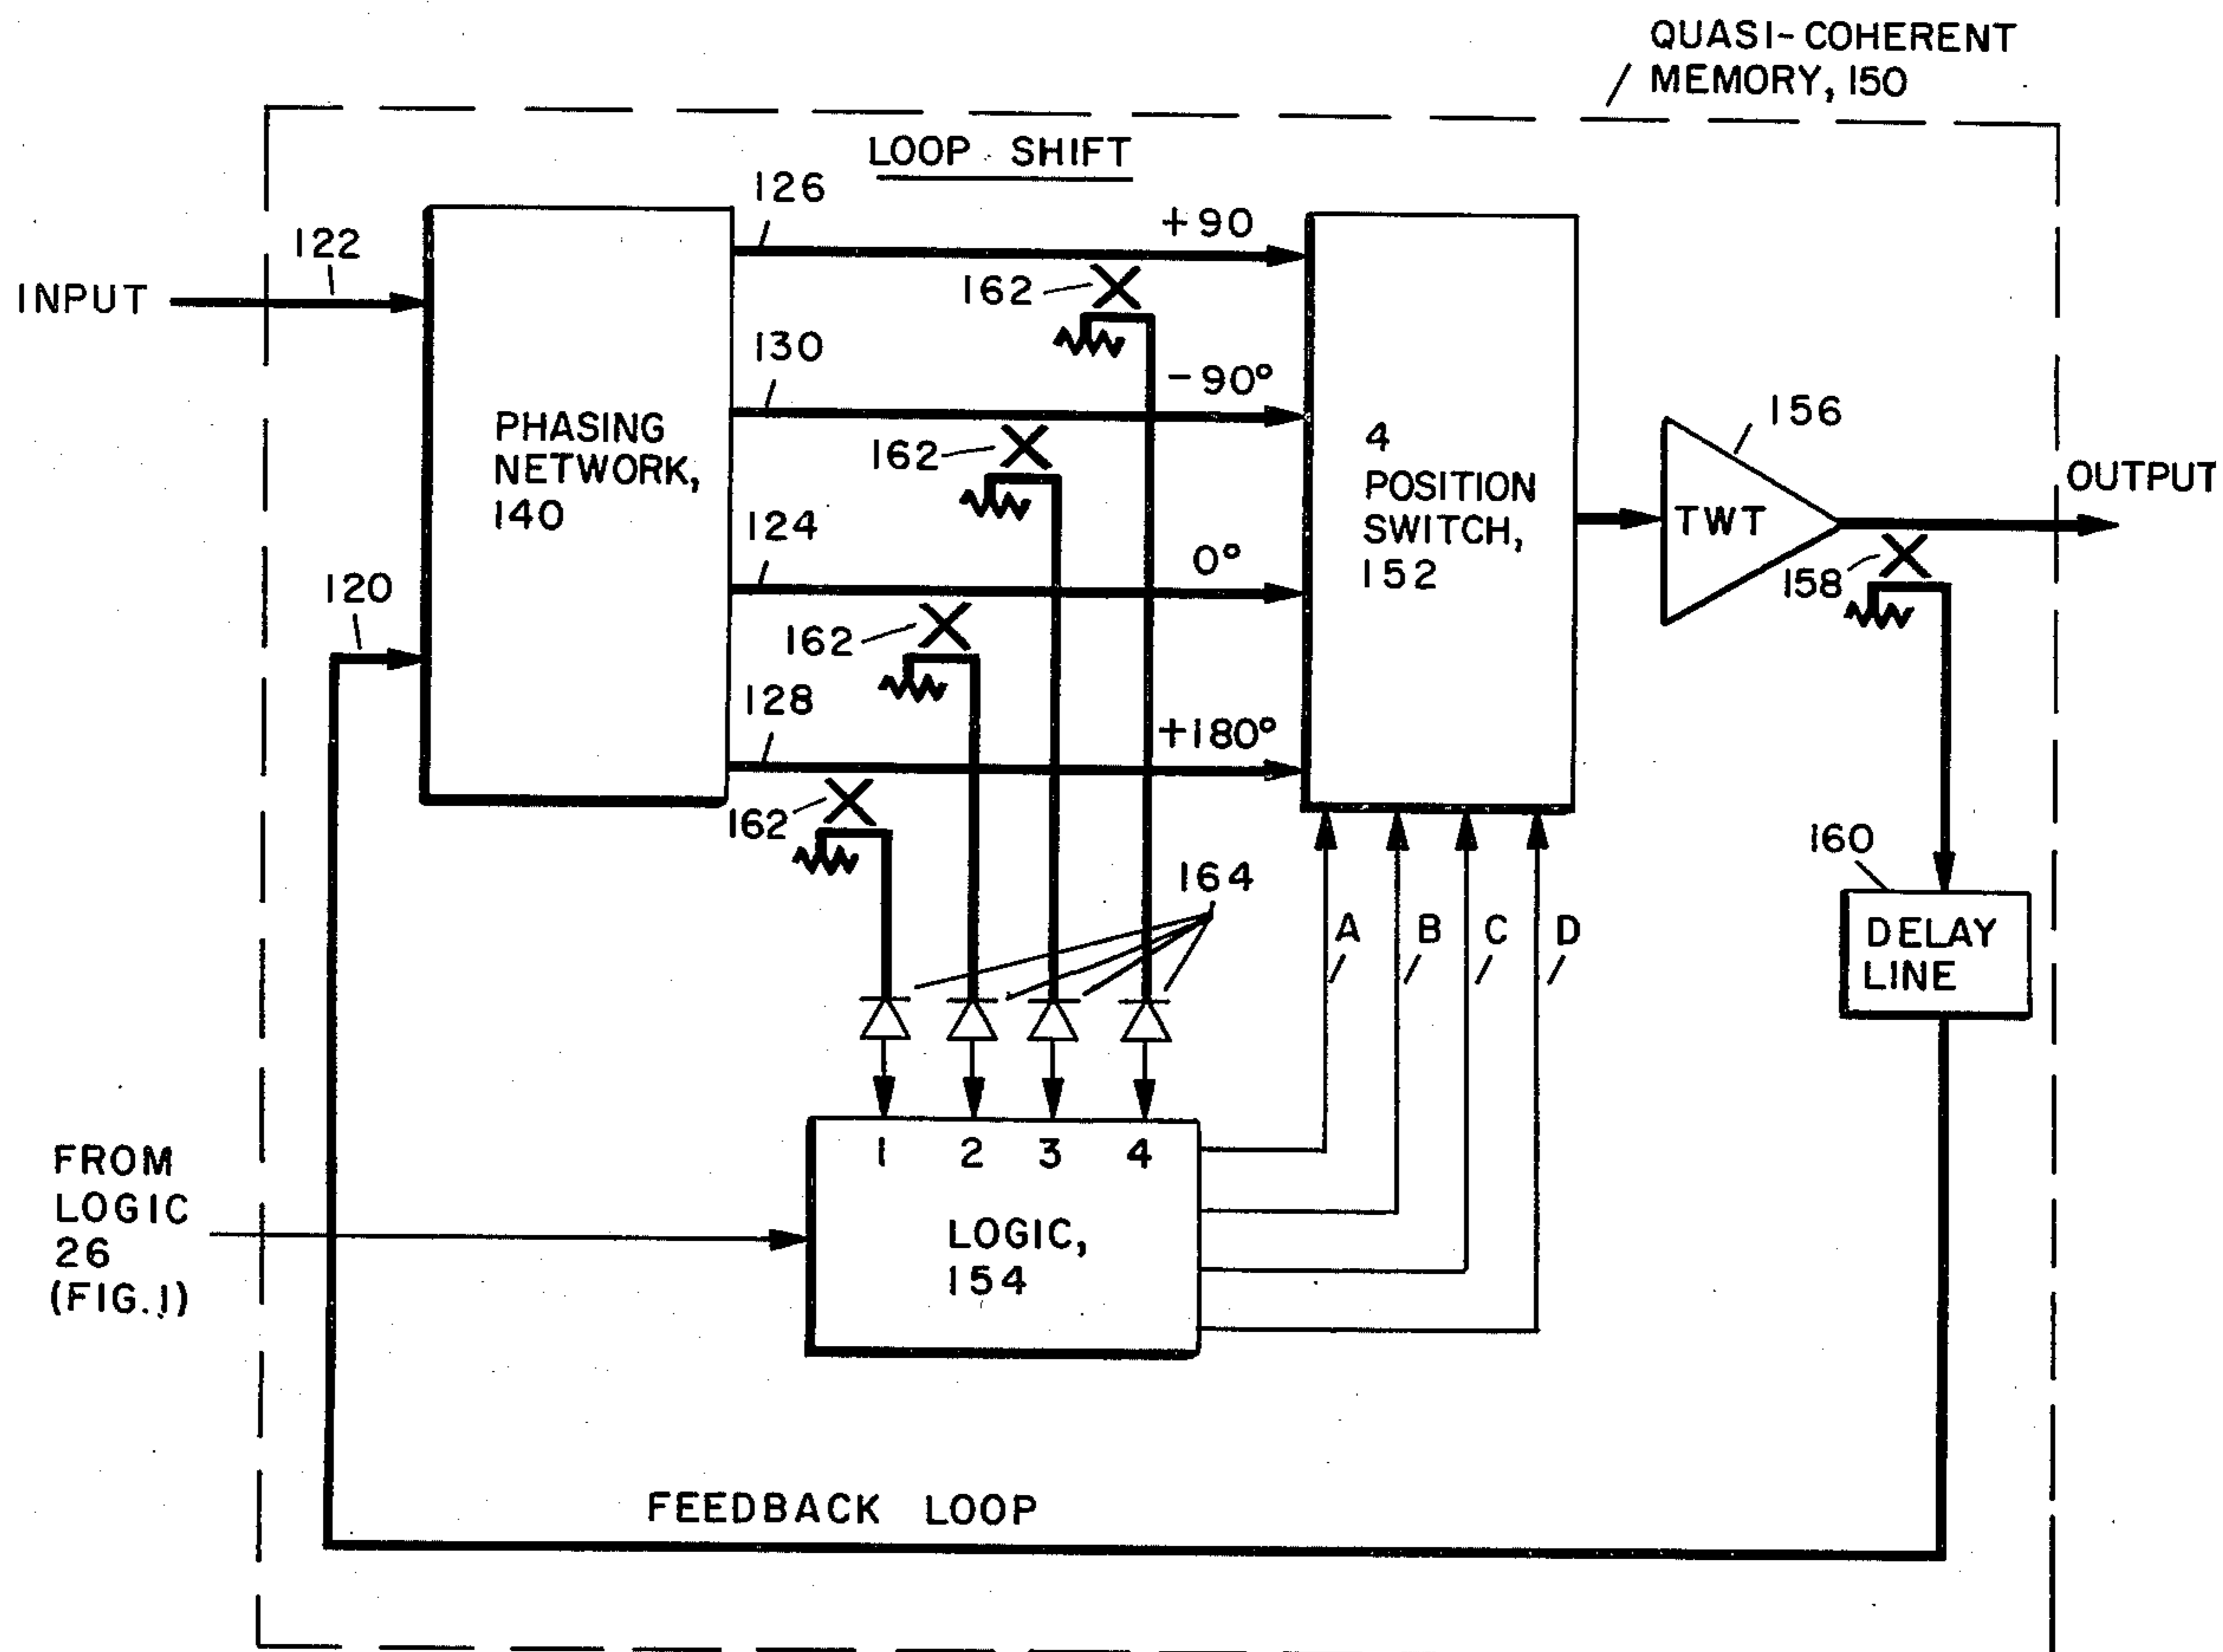 QUASI-COHERENT
MEMORY, 150
LOOP SHIFT
INPUT
122
120
PHASING
NETWORK,
140
126
+90
162
130
-90°
162
124
0°
162
128
+180°
162
4
POSITION
SWITCH,
152
156
TWT
OUTPUT
158
160
DELAY
LINE
164
A
B
C
D
1 2 3 4
LOGIC,
154
FROM
LOGIC
26
(FIG.1)
FEEDBACK LOOP